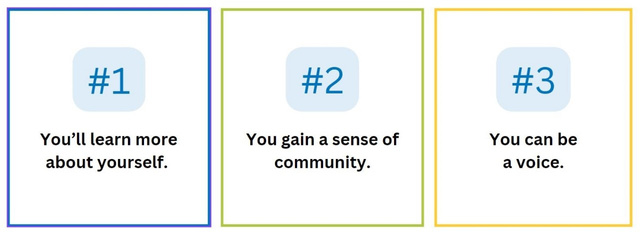 #1
You’ll learn more
about yourself.
#2
You gain a sense of
community.
#3
You can be
a voice.